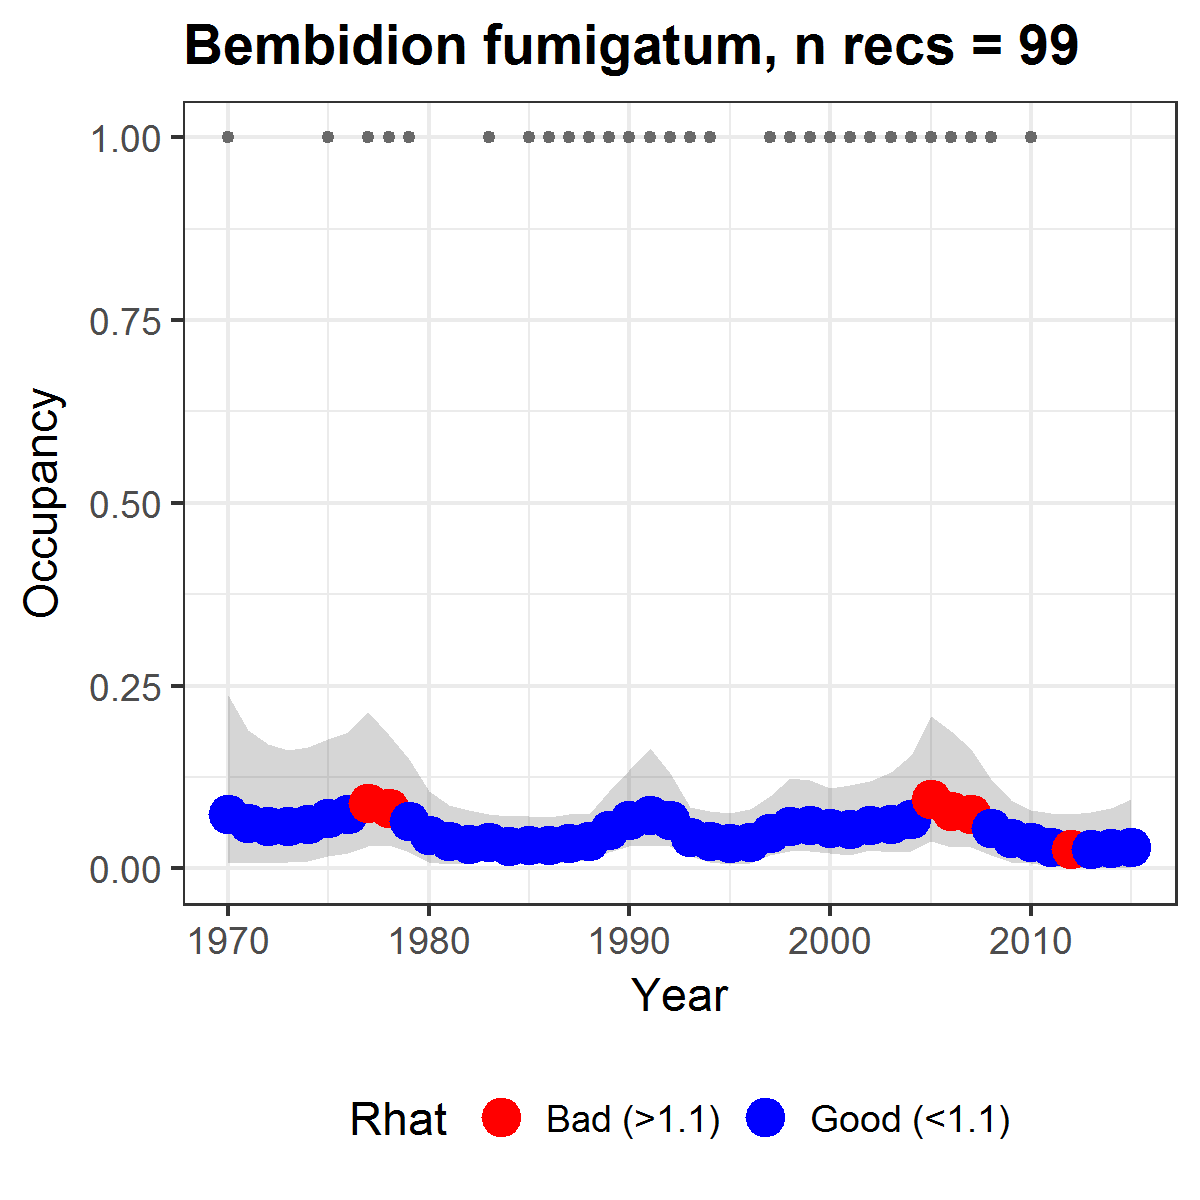 Bembidion fumigatum, n recs = 99
1.00
0.75
0.50
0.25
0.00
Occupancy
1970 1980 1990 2000 2010
Year
Rhat Bad (>1.1) Good (<1.1)